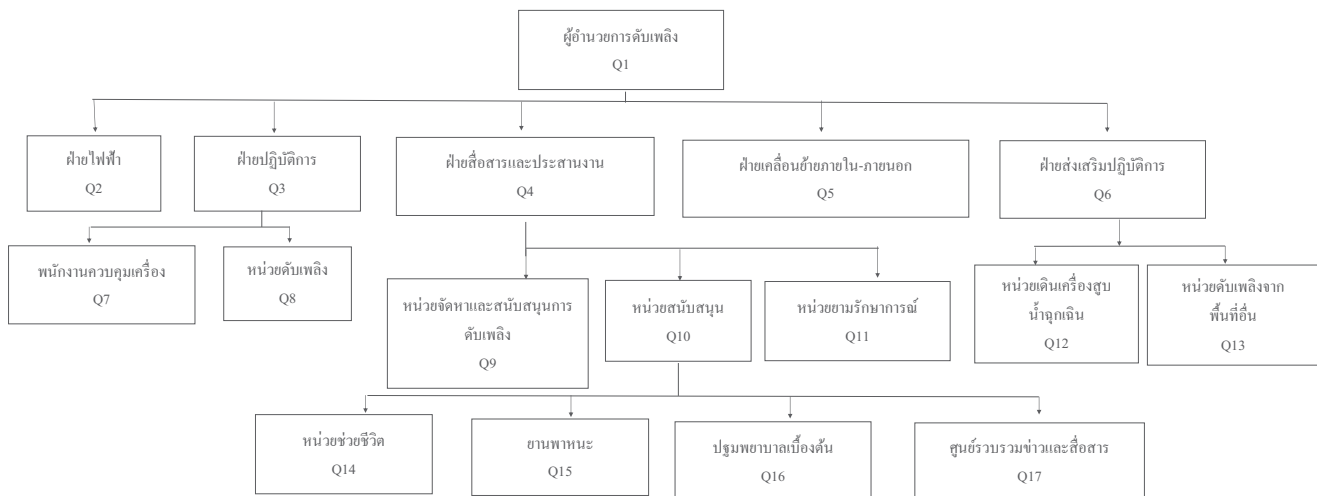 ผู้อำนวยการดับเพลิง
Q1
ฝ่ายไฟฟ้า
Q2
ฝ่ายปฏิบัติการ
Q3
ฝ่ายสื่อสารและประสานงาน
Q4
ฝ่ายเคลื่อนย้ายภายใน-ภายนอก
Q5
ฝ่ายส่งเสริมปฏิบัติการ
Q6
พนักงานควบคุมเครื่อง
Q7
หน่วยดับเพลิง
Q8
หน่วยจัดหาและสนับสนุนการ
ดับเพลิง
Q9
หน่วยสนับสนุน
Q10
หน่วยยามรักษาการณ์
Q11
หน่วยเดินเครื่องสูบ
น้ำฉุกเฉิน
Q12
หน่วยดับเพลิงจาก
พื้นที่อื่น
Q13
หน่วยช่วยชีวิต
Q14
ยานพาหนะ
Q15
ปฐมพยาบาลเบื้องต้น
Q16
ศูนย์รวบรวมข่าวและสื่อสาร
Q17